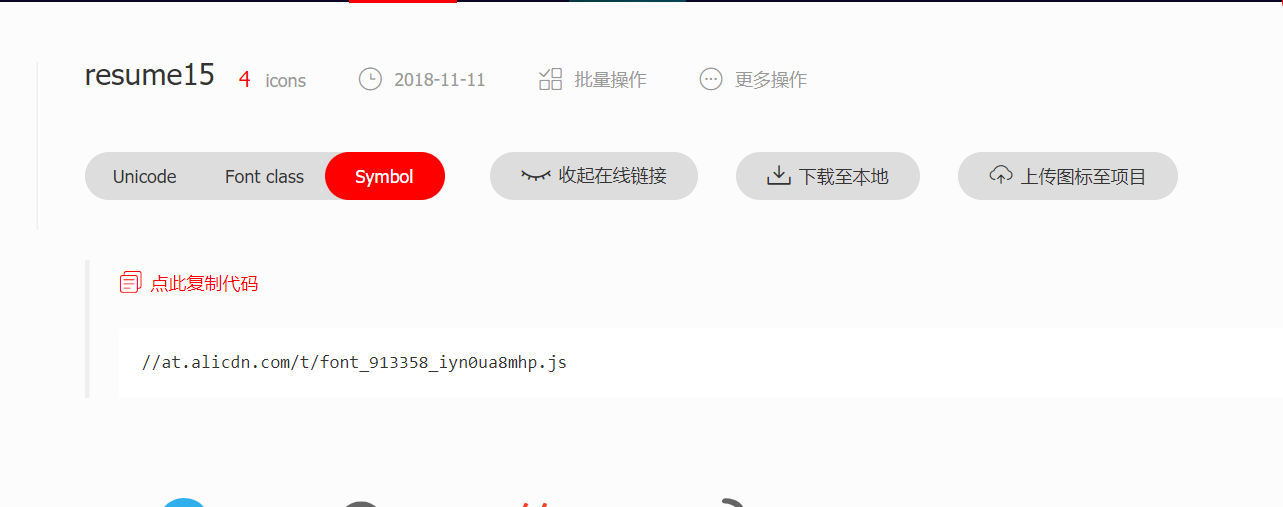 resume15 4 icons 2018-11-11 批量操作 更多操作
Unicode Font class Symbol 收起在线链接 下载至本地 上传图标至项目
点此复制代码
//at.alicdn.com/t/font_913358_iyn0ua8mhp.js